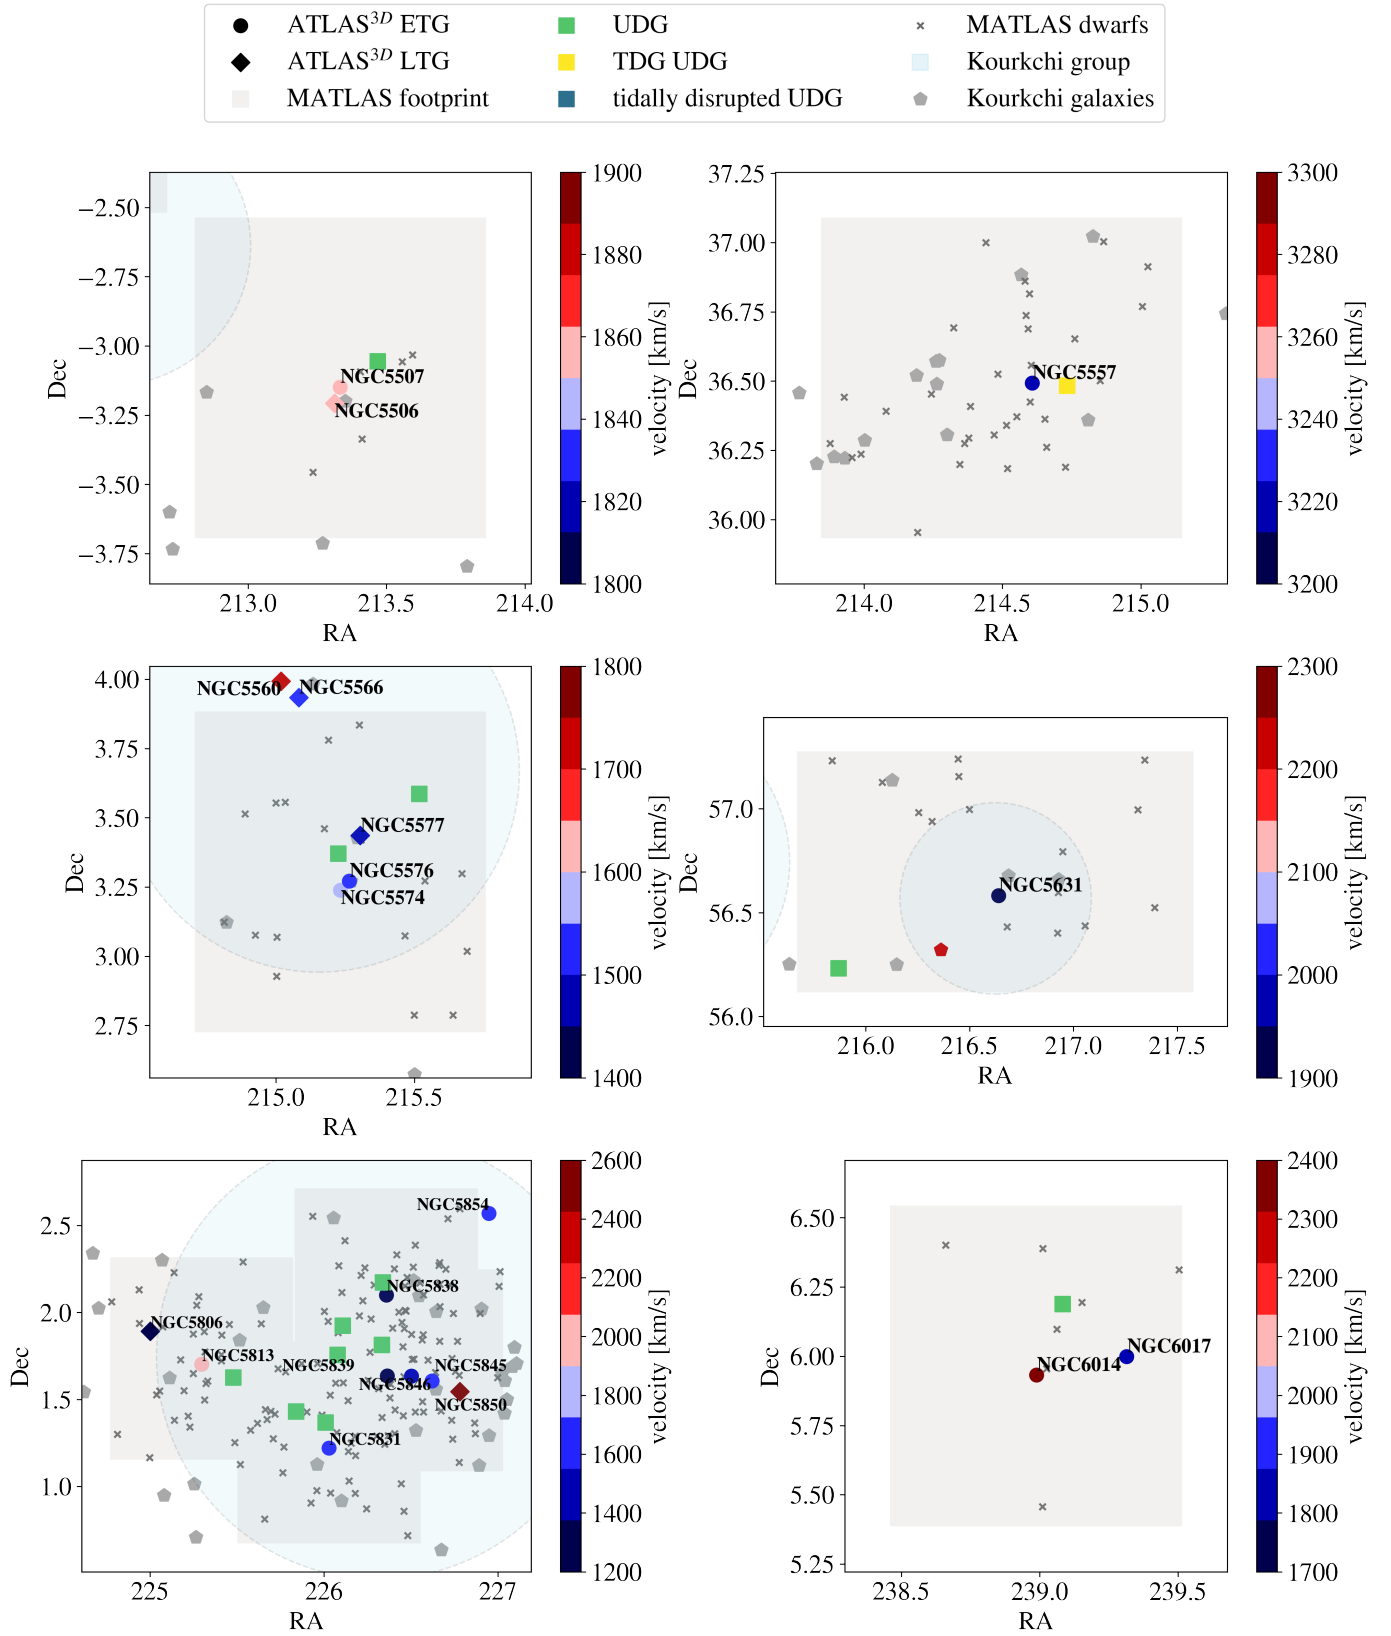 ATLAS3D ETG
UDG
MATLAS dwarfs
ATLAS3D LTG
TDG UDG
Kourkchi group
MATLAS footprint
tidally disrupted UDG
Kourkchi galaxies
−2.50
−2.75
−3.00
−3.25
−3.50
−3.75
Dec
NGC5507
NGC5506
213.0 213.5 214.0
RA
1900
1880
1860
1840
1820
1800
velocity [km/s]
37.25
37.00
36.75
36.50
36.25
36.00
Dec
NGC5557
214.0 214.5 215.0
RA
3300
3280
3260
3240
3220
3200
velocity [km/s]
4.00
3.75
3.50
3.25
3.00
2.75
Dec
NGC5560
NGC5566
NGC5577
NGC5576
NGC5574
215.0 215.5
RA
1800
1700
1600
1500
1400
velocity [km/s]
57.0
56.5
56.0
Dec
NGC5631
216.0 216.5 217.0 217.5
RA
2300
2200
2100
2000
1900
velocity [km/s]
2.5
2.0
1.5
1.0
Dec
NGC5854
NGC5838
NGC5806
NGC5813
NGC5839
NGC5845
NGC5846
NGC5850
NGC5831
225 226 227
RA
2600
2400
2200
2000
1800
1600
1400
1200
velocity [km/s]
6.50
6.25
6.00
5.75
5.50
5.25
Dec
NGC6017
NGC6014
238.5 239.0 239.5
RA
2400
2300
2200
2100
2000
1900
1800
1700
velocity [km/s]